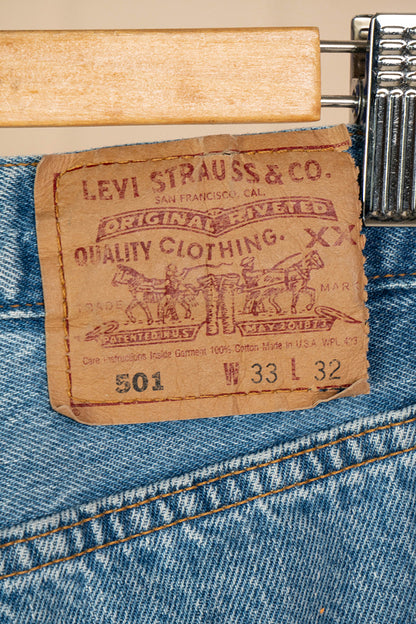 LEVI STRAUSS & CO.
SAN FRANCISCO, CAL.
ORIGINAL RIVETED
QUALITY CLOTHING. XX
TRADE MARK
PATENTED IN U.S. MAY 20 1873
Care Instructions Inside Garment 100% Cotton Made in U.S.A. WPL 423
501 W 33 L 32